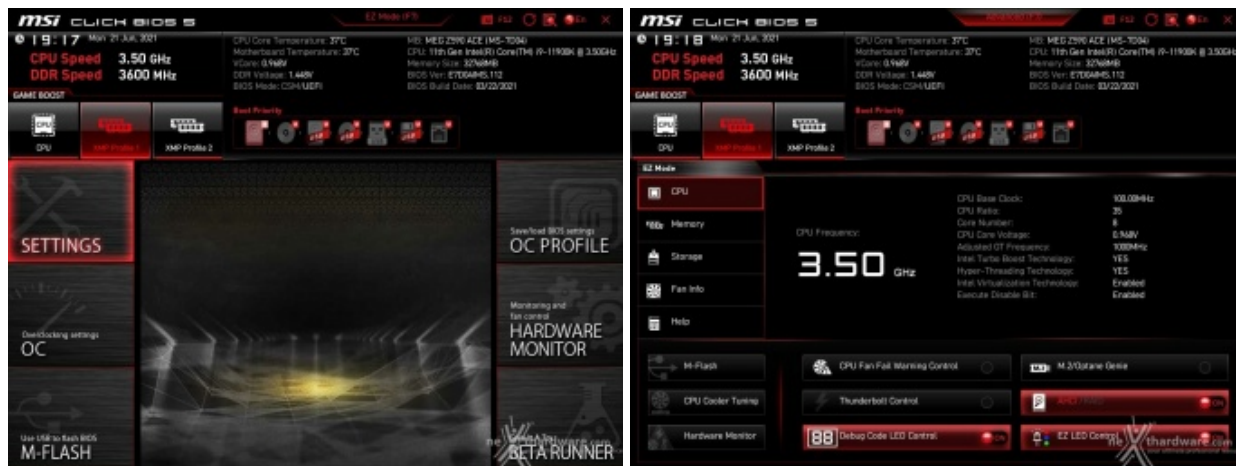 msi CLICK BIOS 5
EZ Mode (F7)
F12
En
19:17 Mon 21 Jun, 2021
CPU Speed 3.50 GHz
DDR Speed 3600 MHz
CPU Core Temperature: 37°C
Motherboard Temperature: 37°C
VCore: 0.968V
DDR Voltage: 1.448V
BIOS Mode: CSM/UEFI
MB: MEG Z590 ACE (MS-7D04)
CPU: 11th Gen Intel(R) Core(TM) i9-11900K @ 3.50GHz
Memory Size: 32768MB
BIOS Ver: E7D04IMS.112
BIOS Build Date: 03/22/2021
GAME BOOST
CPU
XMP Profile 1
XMP Profile 2
Boot Priority
SETTINGS
Overclocking settings
OC
Use USB to flash BIOS
M-FLASH
Save/load BIOS settings
OC PROFILE
Monitoring and
fan control
HARDWARE
MONITOR
BETA RUNNER
msi CLICK BIOS 5
Advanced (F7)
F12
En
19:18 Mon 21 Jun, 2021
CPU Speed 3.50 GHz
DDR Speed 3600 MHz
CPU Core Temperature: 37°C
Motherboard Temperature: 37°C
VCore: 0.968V
DDR Voltage: 1.448V
BIOS Mode: CSM/UEFI
MB: MEG Z590 ACE (MS-7D04)
CPU: 11th Gen Intel(R) Core(TM) i9-11900K @ 3.50GHz
Memory Size: 32768MB
BIOS Ver: E7D04IMS.112
BIOS Build Date: 03/22/2021
GAME BOOST
CPU
XMP Profile 1
XMP Profile 2
Boot Priority
EZ Mode
CPU
Memory
Storage
Fan Info
Help
CPU Frequency:
3.50 GHz
CPU Base Clock: 100.00MHz
CPU Ratio: 35
Core Number: 8
CPU Core Voltage: 0.968V
Adjusted GT Frequency: 1000MHz
Intel Turbo Boost Technology: YES
Hyper-Threading Technology: YES
Intel Virtualization Technology: Enabled
Execute Disable Bit: Enabled
M-Flash
CPU Cooler Tuning
Hardware Monitor
CPU Fan Fail Warning Control
Thunderbolt Control
Debug Code LED Control
ON
M.2/Optane Genie
AHCI /RAID
ON
EZ LED Control
ON